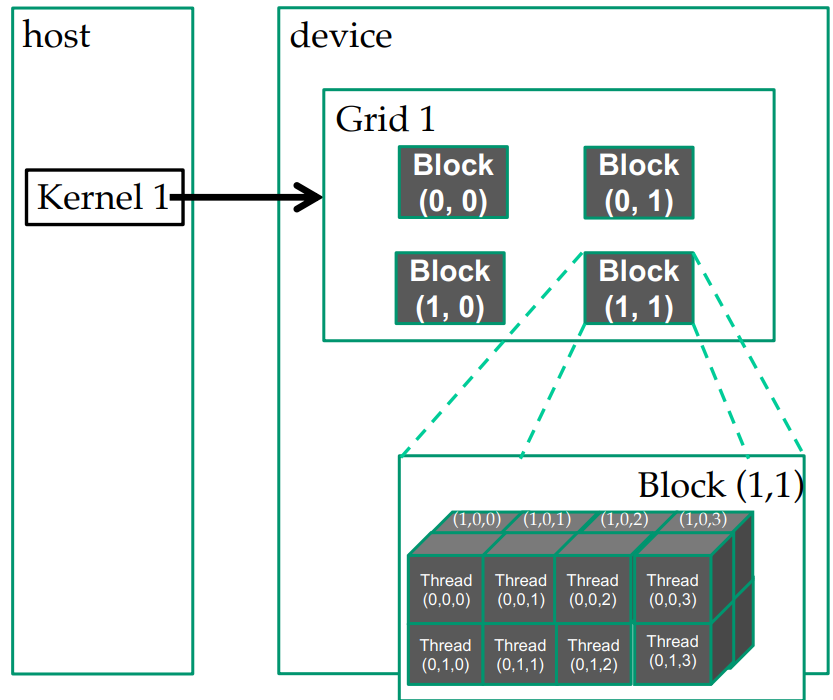 host
device
Grid 1
Kernel 1
Block
(0, 0)
Block
(0, 1)
Block
(1, 0)
Block
(1, 1)
Block (1,1)
(1,0,0) (1,0,1) (1,0,2) (1,0,3)
Thread
(0,0,0)
Thread
(0,0,1)
Thread
(0,0,2)
Thread
(0,0,3)
Thread
(0,1,0)
Thread
(0,1,1)
Thread
(0,1,2)
Thread
(0,1,3)